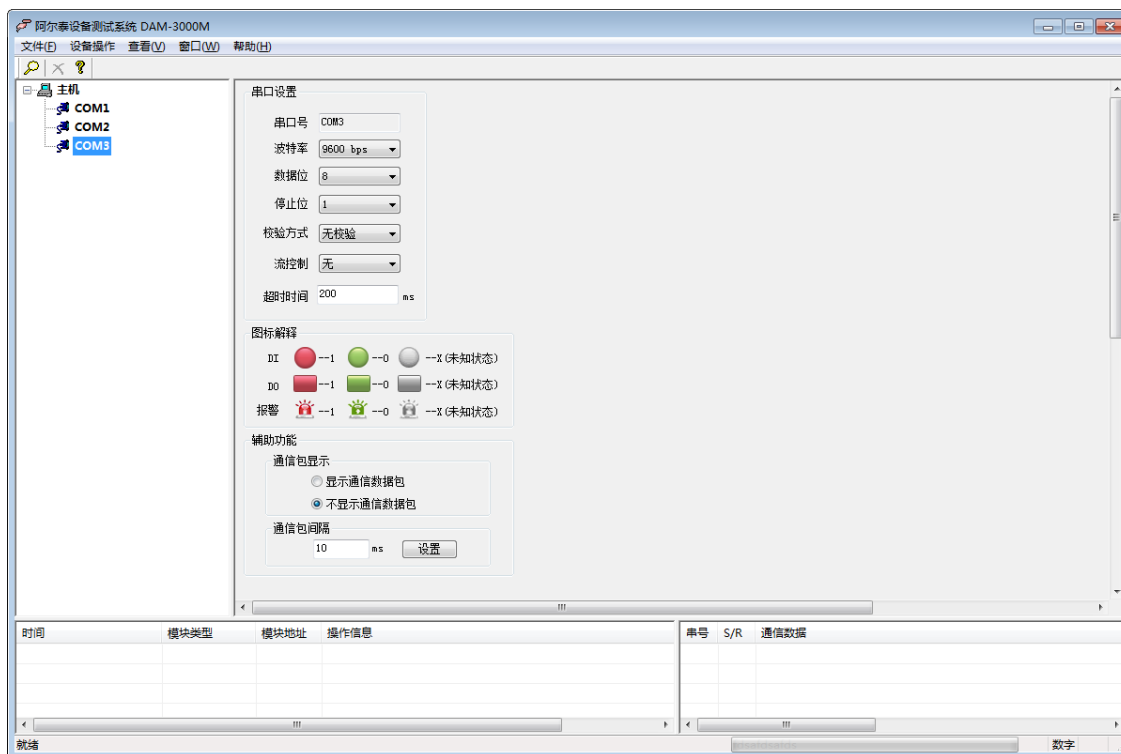 阿尔泰设备测试系统 DAM-3000M
文件(F) 设备操作 查看(V) 窗口(W) 帮助(H)
主机
COM1
COM2
COM3
串口设置
串口号 COM3
波特率 9600 bps
数据位 8
停止位 1
校验方式 无校验
流控制 无
超时时间 200 ms
图标解释
DI --1 --0 --X(未知状态)
DO --1 --0 --X(未知状态)
报警 --1 --0 --X(未知状态)
辅助功能
通信包显示
显示通信数据包
不显示通信数据包
通信包间隔
10 ms 设置
时间 模块类型 模块地址 操作信息
串号 S/R 通信数据
就绪 数字